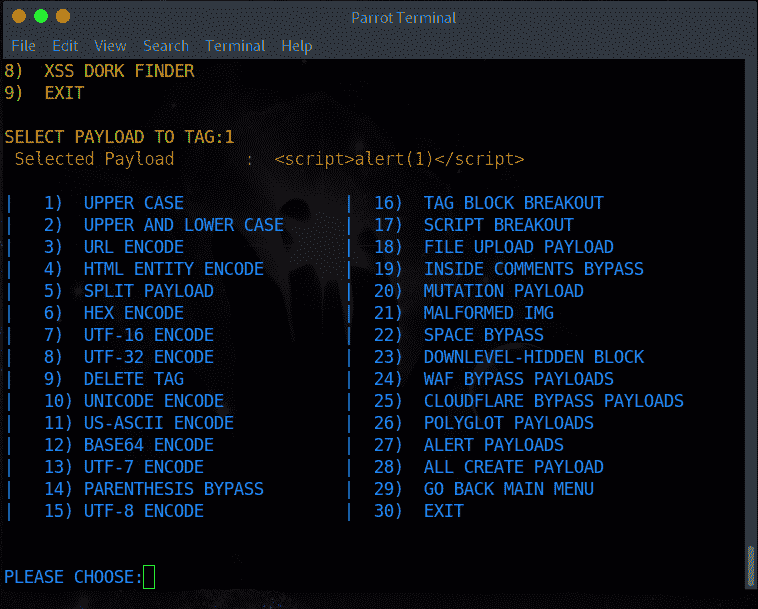 Parrot Terminal
File Edit View Search Terminal Help
8) XSS DORK FINDER
9) EXIT
SELECT PAYLOAD TO TAG:1
Selected Payload : <script>alert(1)</script>
| 1) UPPER CASE | 16) TAG BLOCK BREAKOUT
| 2) UPPER AND LOWER CASE | 17) SCRIPT BREAKOUT
| 3) URL ENCODE | 18) FILE UPLOAD PAYLOAD
| 4) HTML ENTITY ENCODE | 19) INSIDE COMMENTS BYPASS
| 5) SPLIT PAYLOAD | 20) MUTATION PAYLOAD
| 6) HEX ENCODE | 21) MALFORMED IMG
| 7) UTF-16 ENCODE | 22) SPACE BYPASS
| 8) UTF-32 ENCODE | 23) DOWNLEVEL-HIDDEN BLOCK
| 9) DELETE TAG | 24) WAF BYPASS PAYLOADS
| 10) UNICODE ENCODE | 25) CLOUDFLARE BYPASS PAYLOADS
| 11) US-ASCII ENCODE | 26) POLYGLOT PAYLOADS
| 12) BASE64 ENCODE | 27) ALERT PAYLOADS
| 13) UTF-7 ENCODE | 28) ALL CREATE PAYLOAD
| 14) PARENTHESIS BYPASS | 29) GO BACK MAIN MENU
| 15) UTF-8 ENCODE | 30) EXIT
PLEASE CHOOSE: